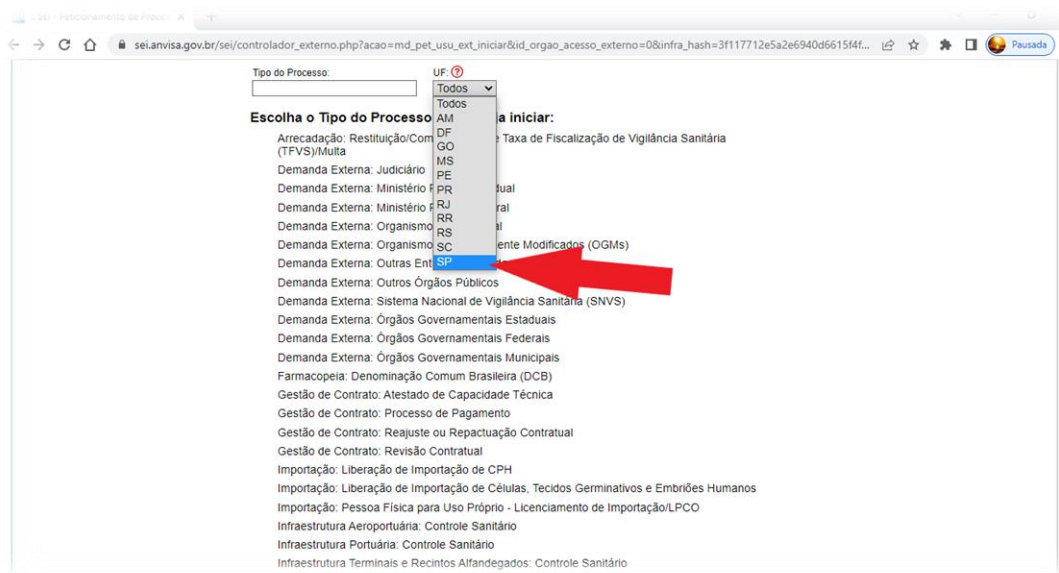 SEI - Peticionamento de Proces
sei.anvisa.gov.br/sei/controlador_externo.php?acao=md_pet_usu_ext_iniciar&id_orgao_acesso_externo=0&infra_hash=3f117712e5a2e6940d6615f4f...
Pausada
Tipo do Processo:
UF:
Todos
Todos
AM
DF
GO
MS
PE
PR
RJ
RR
RS
SC
SP
Escolha o Tipo do Processo a iniciar:
Arrecadação: Restituição/Com e Taxa de Fiscalização de Vigilância Sanitária
(TFVS)/Multa
Demanda Externa: Judiciário
Demanda Externa: Ministério dual
Demanda Externa: Ministério ral
Demanda Externa: Organismo al
Demanda Externa: Organismo ente Modificados (OGMs)
Demanda Externa: Outras Ent
Demanda Externa: Outros Órgãos Públicos
Demanda Externa: Sistema Nacional de Vigilância Sanitária (SNVS)
Demanda Externa: Órgãos Governamentais Estaduais
Demanda Externa: Órgãos Governamentais Federais
Demanda Externa: Órgãos Governamentais Municipais
Farmacopeia: Denominação Comum Brasileira (DCB)
Gestão de Contrato: Atestado de Capacidade Técnica
Gestão de Contrato: Processo de Pagamento
Gestão de Contrato: Reajuste ou Repactuação Contratual
Gestão de Contrato: Revisão Contratual
Importação: Liberação de Importação de CPH
Importação: Liberação de Importação de Células, Tecidos Germinativos e Embriões Humanos
Importação: Pessoa Física para Uso Próprio - Licenciamento de Importação/LPCO
Infraestrutura Aeroportuária: Controle Sanitário
Infraestrutura Portuária: Controle Sanitário
Infraestrutura Terminais e Recintos Alfandegados: Controle Sanitário